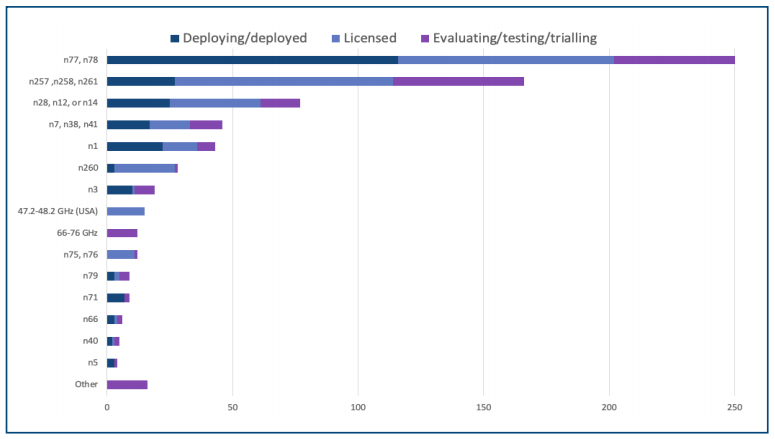 Deploying/deployed Licensed Evaluating/testing/trialling
n77, n78
n257 ,n258, n261
n28, n12, or n14
n7, n38, n41
n1
n260
n3
47.2-48.2 GHz (USA)
66-76 GHz
n75, n76
n79
n71
n66
n40
n5
Other
0 50 100 150 200 250